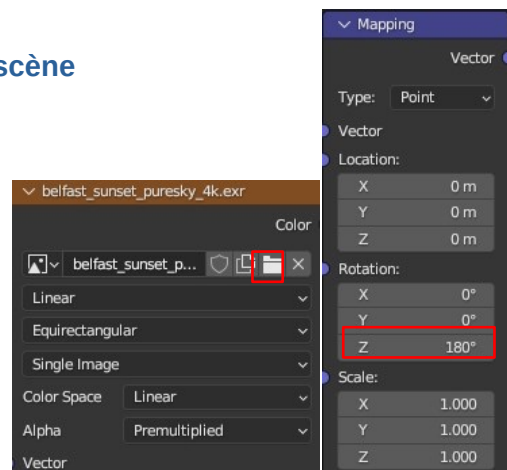 scène
belfast_sunset_puresky_4k.exr
Color
belfast_sunset_p...
Linear
Equirectangular
Single Image
Color Space Linear
Alpha Premultiplied
Vector
Mapping
Vector
Type: Point
Vector
Location:
X 0 m
Y 0 m
Z 0 m
Rotation:
X 0°
Y 0°
Z 180°
Scale:
X 1.000
Y 1.000
Z 1.000